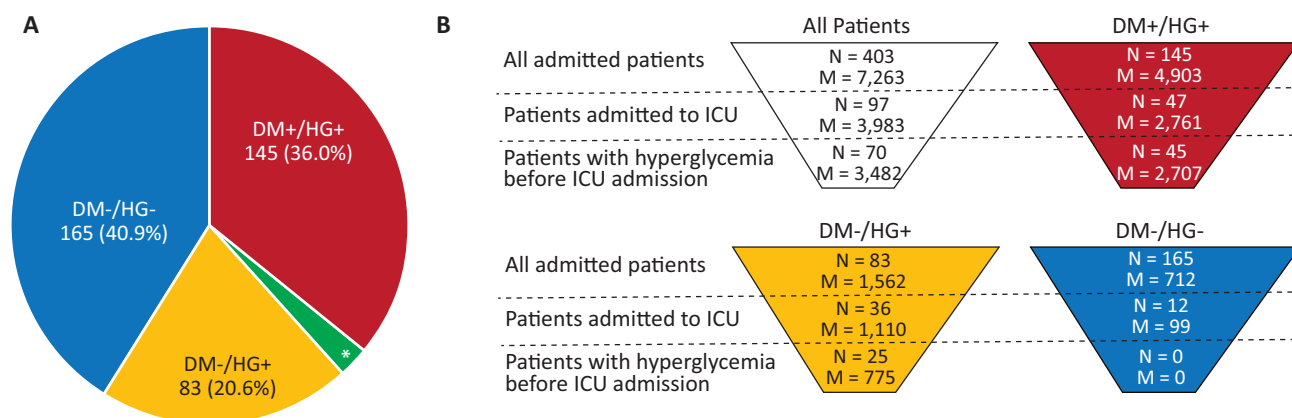 A
DM+/HG+
145 (36.0%)
DM-/HG-
165 (40.9%)
DM-/HG+
83 (20.6%)
*
B
All Patients
DM+/HG+
All admitted patients
N = 403
M = 7,263
N = 145
M = 4,903
Patients admitted to ICU
N = 97
M = 3,983
N = 47
M = 2,761
Patients with hyperglycemia
before ICU admission
N = 70
M = 3,482
N = 45
M = 2,707
DM-/HG+
DM-/HG-
All admitted patients
N = 83
M = 1,562
N = 165
M = 712
Patients admitted to ICU
N = 36
M = 1,110
N = 12
M = 99
Patients with hyperglycemia
before ICU admission
N = 25
M = 775
N = 0
M = 0